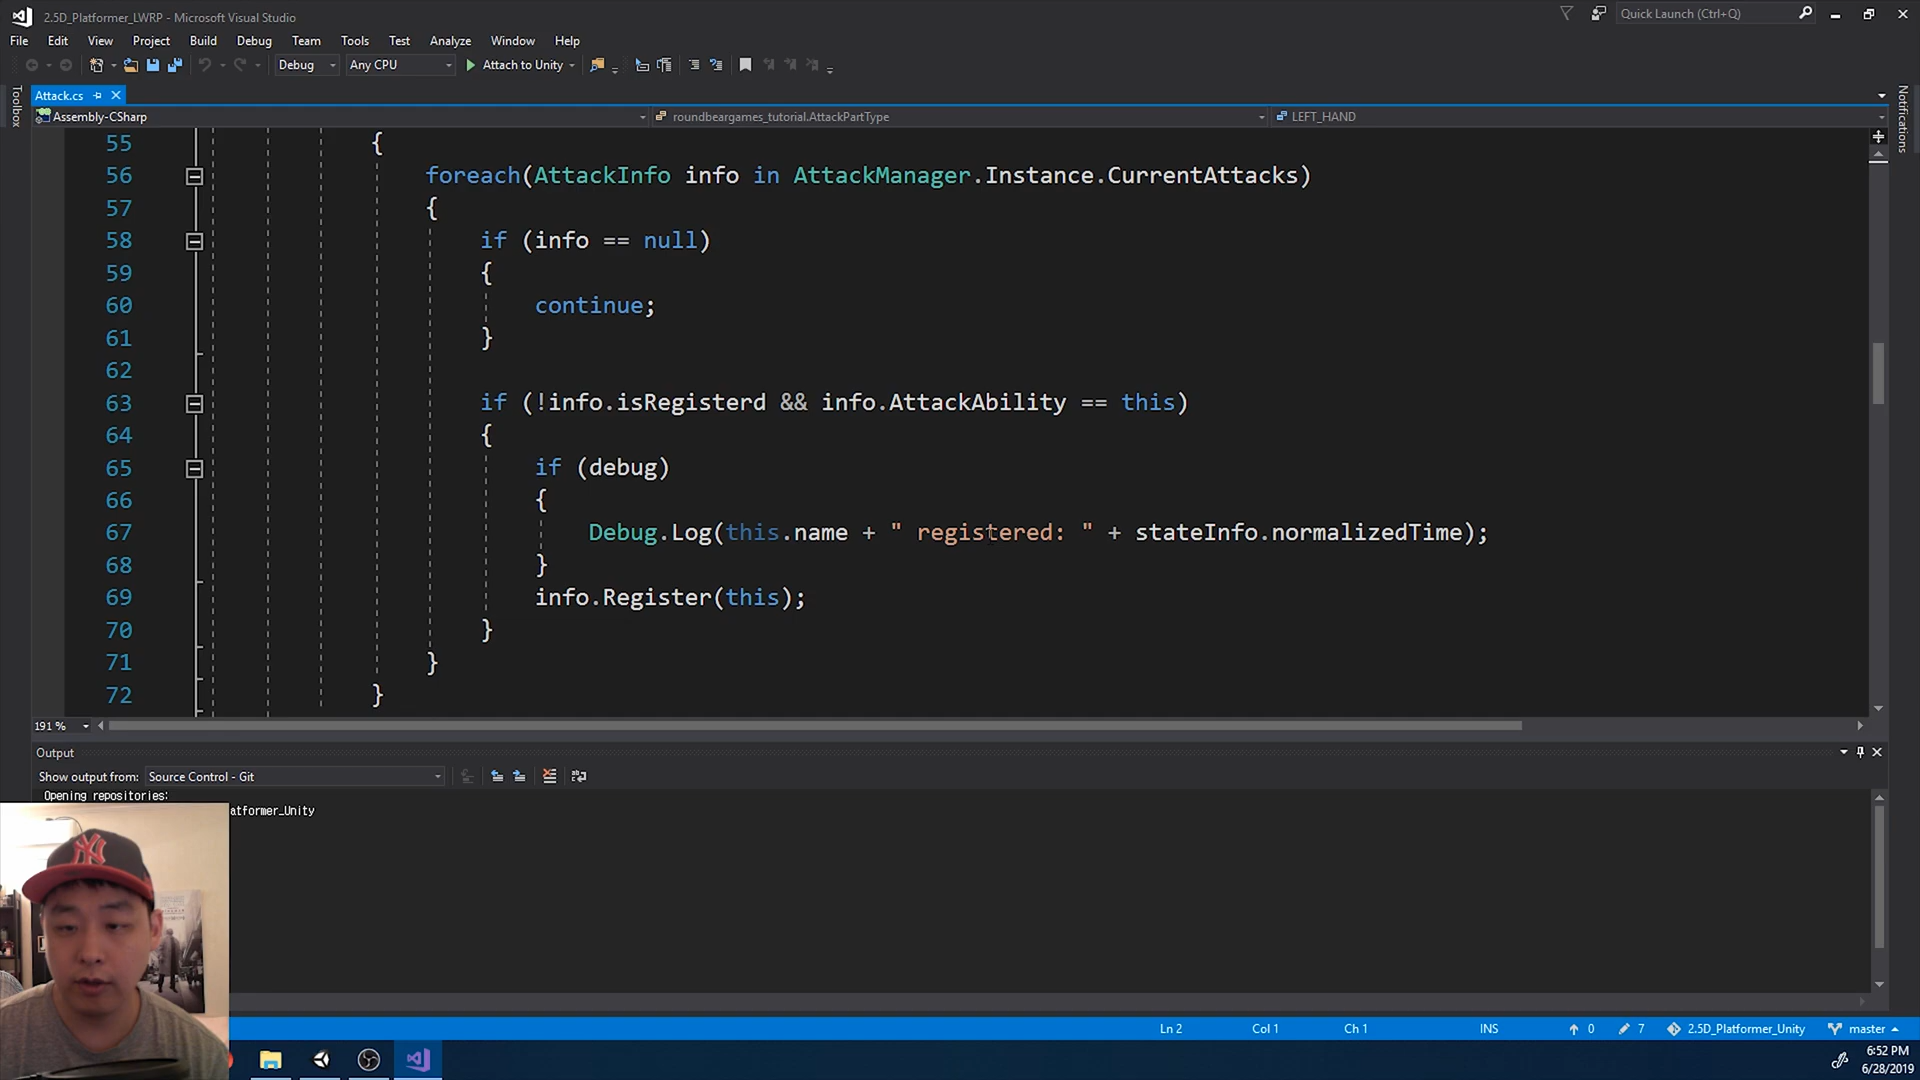 2.5D_Platformer_LWRP - Microsoft Visual Studio
Quick Launch (Ctrl+Q)
File Edit View Project Build Debug Team Tools Test Analyze Window Help
Debug Any CPU Attach to Unity
Toolbox
Attack.cs
Notifications
Assembly-CSharp roundbeargames_tutorial.AttackPartType LEFT_HAND
55 {
56 foreach(AttackInfo info in AttackManager.Instance.CurrentAttacks)
57 {
58 if (info == null)
59 {
60 continue;
61 }
62
63 if (!info.isRegisterd && info.AttackAbility == this)
64 {
65 if (debug)
66 {
67 Debug.Log(this.name + " registered: " + stateInfo.normalizedTime);
68 }
69 info.Register(this);
70 }
71 }
72 }
191 %
Output
Show output from: Source Control - Git
Opening repositories:
atformer_Unity
Ln 2 Col 1 Ch 1 INS 0 7 2.5D_Platformer_Unity master
6:52 PM
6/28/2019